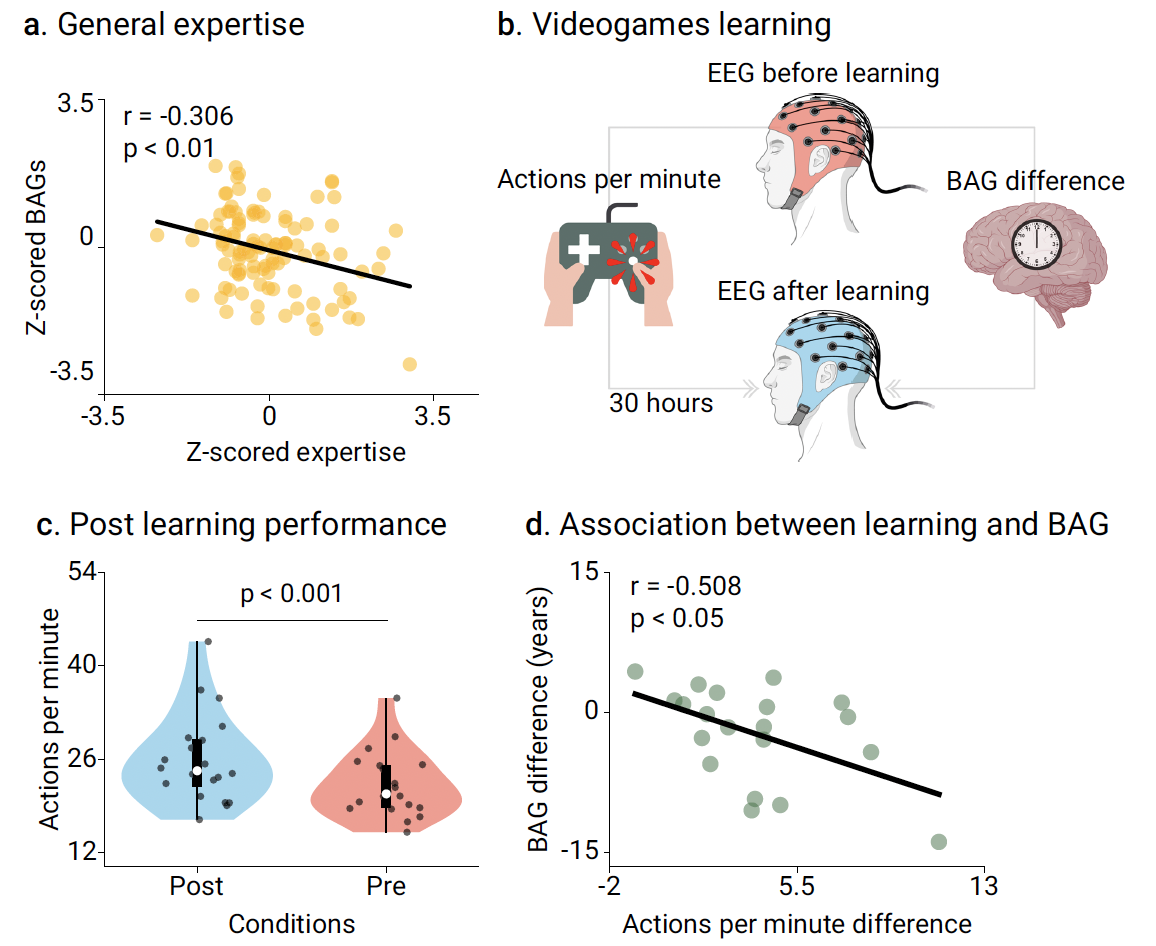 a. General expertise
3.5
r = -0.306
p < 0.01
Z-scored BAGs
0
-3.5
-3.5 0 3.5
Z-scored expertise
b. Videogames learning
EEG before learning
Actions per minute
BAG difference
EEG after learning
30 hours
c. Post learning performance
54
p < 0.001
Actions per minute
40
26
12
Post Pre
Conditions
d. Association between learning and BAG
15
r = -0.508
p < 0.05
BAG difference (years)
0
-15
-2 5.5 13
Actions per minute difference